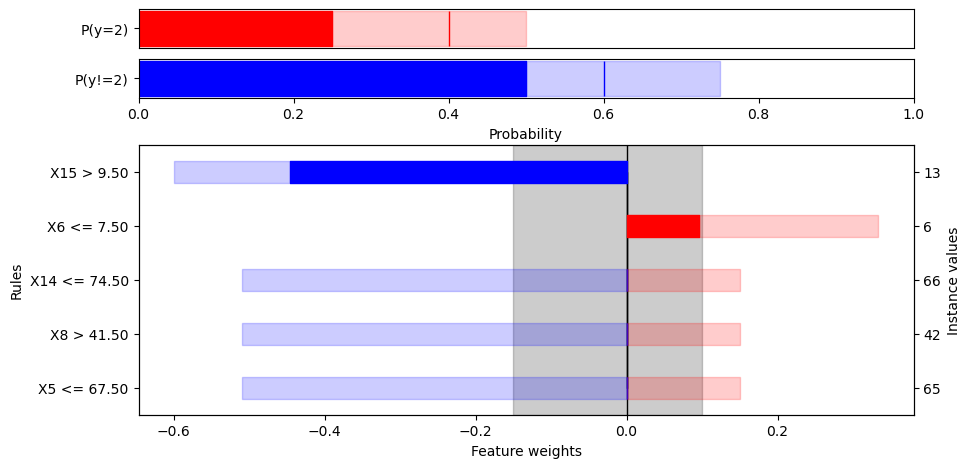 P(y=2)
P(y!=2)
0.0 0.2 0.4 0.6 0.8 1.0
Probability
X15 > 9.50 13
X6 <= 7.50 6
X14 <= 74.50 66
X8 > 41.50 42
X5 <= 67.50 65
Rules
Instance values
−0.6 −0.4 −0.2 0.0 0.2
Feature weights